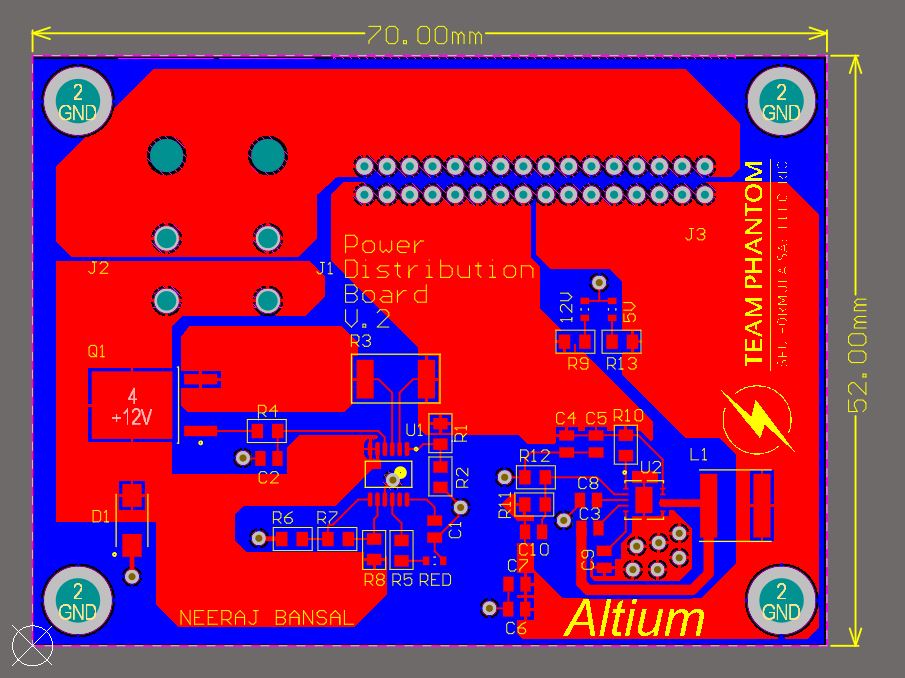 70.00mm
2
GND
2
GND
TEAM PHANTOM
J3
Power
Distribution
Board
V.2
J2
J1
12V
5V
52.00mm
Q1
R3
R9
R13
4
+12V
R4
U1
R1
C4
C5
R10
C2
R2
R12
U2
L1
C8
R11
C3
D1
R6
R7
C1
C10
C9
R8
R5
RED
C7
2
GND
2
GND
NEERAJ BANSAL
C6
Altium